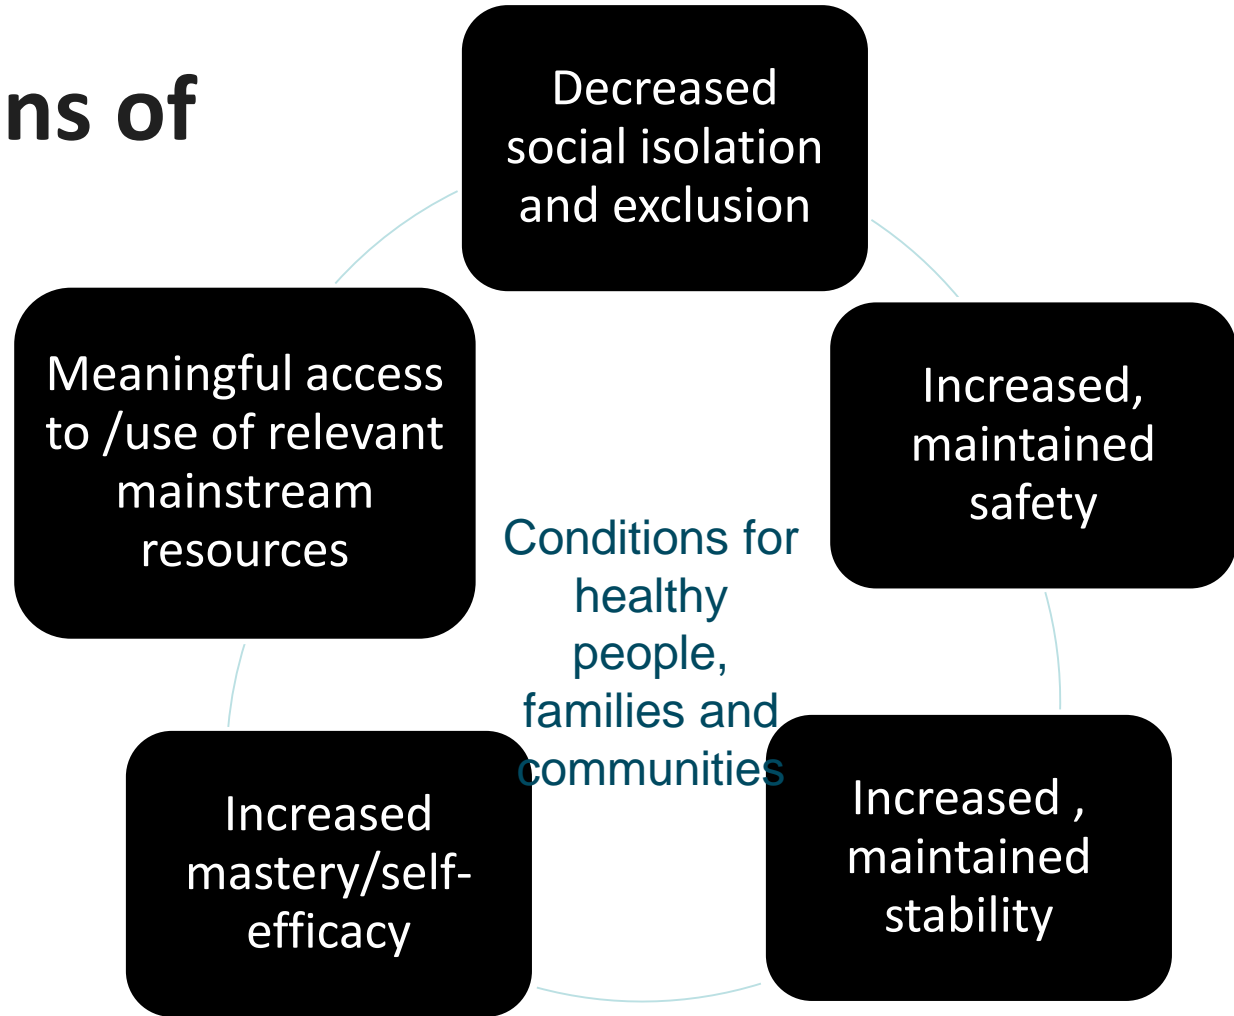 ns of
Decreased
social isolation
and exclusion
Increased,
maintained
safety
Increased ,
maintained
stability
Increased
mastery/self-
efficacy
Meaningful access
to /use of relevant
mainstream
resources
Conditions for
healthy
people,
families and
communities